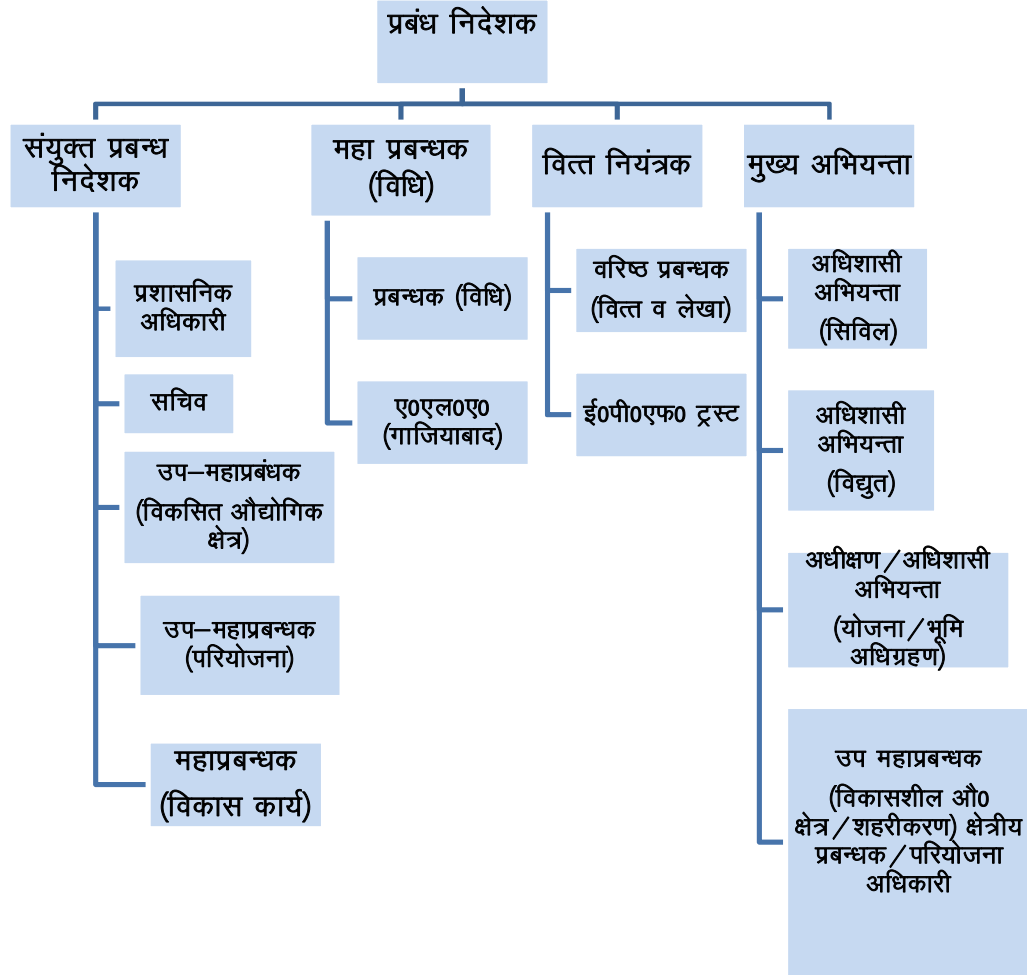 प्रबंध निदेशक
संयुक्त प्रबन्ध
निदेशक
महा प्रबन्धक
(विधि)
वित्त नियंत्रक
मुख्य अभियन्ता
प्रशासनिक
अधिकारी
सचिव
उप–महाप्रबंधक
(विकसित औद्योगिक
क्षेत्र)
उप–महाप्रबन्धक
(परियोजना)
महाप्रबन्धक
(विकास कार्य)
प्रबन्धक (विधि)
ए0एल0ए0
(गाजियाबाद)
वरिष्ठ प्रबन्धक
(वित्त व लेखा)
ई0पी0एफ0 ट्रस्ट
अधिशासी
अभियन्ता
(सिविल)
अधिशासी
अभियन्ता
(विद्युत)
अधीक्षण/अधिशासी
अभियन्ता
(योजना/भूमि
अधिग्रहण)
उप महाप्रबन्धक
(विकासशील औ0
क्षेत्र/शहरीकरण) क्षेत्रीय
प्रबन्धक/परियोजना
अधिकारी